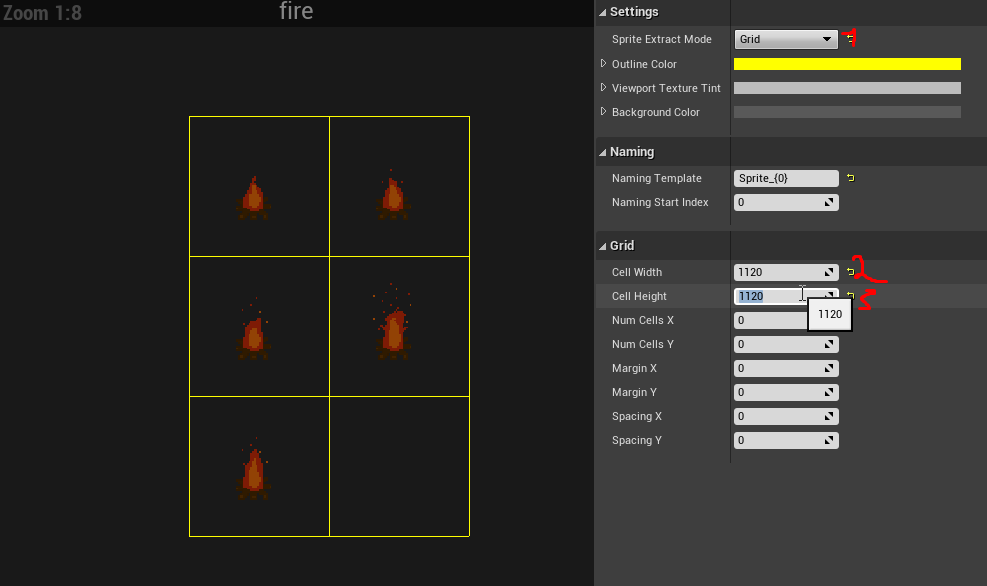 Zoom 1:8
fire
Settings
Sprite Extract Mode Grid 1
Outline Color
Viewport Texture Tint
Background Color
Naming
Naming Template Sprite_{0}
Naming Start Index 0
Grid
Cell Width 1120 2
Cell Height 1120
1120
Num Cells X 0
Num Cells Y 0
Margin X 0
Margin Y 0
Spacing X 0
Spacing Y 0